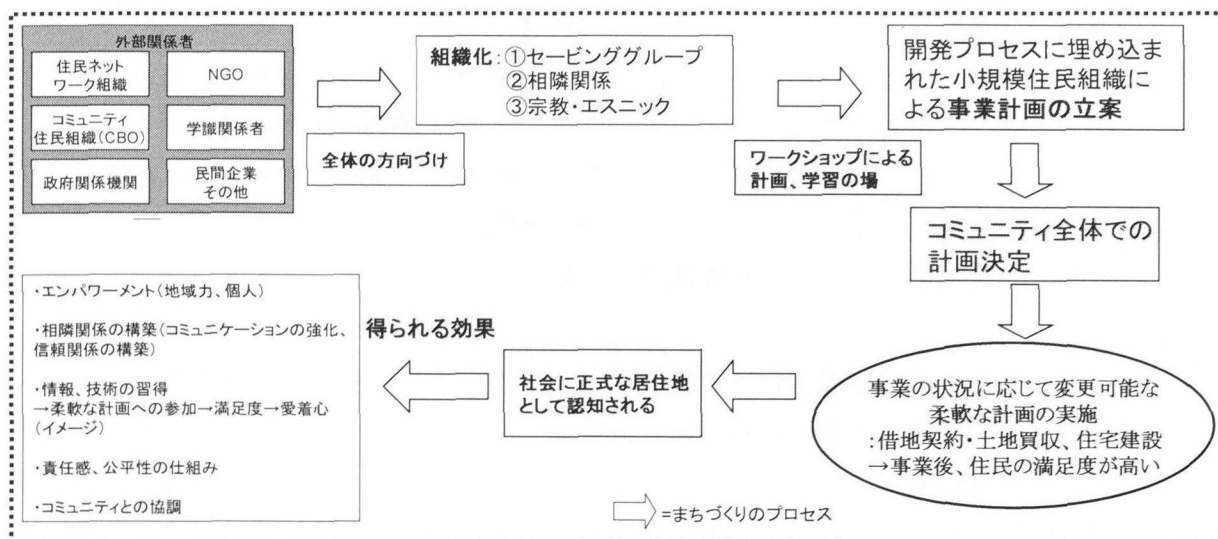 外部関係者
住民ネット
ワーク組織
NGO
コミュニティ
住民組織(CBO)
学識関係者
政府関係機関
民間企業
その他
全体の方向づけ
組織化:①セービンググループ
②相隣関係
③宗教・エスニック
ワークショップによる
計画、学習の場
開発プロセスに埋め込ま
れた小規模住民組織に
よる事業計画の立案
コミュニティ全体での
計画決定
事業の状況に応じて変更可能な
柔軟な計画の実施
:借地契約・土地買収、住宅建設
→事業後、住民の満足度が高い
社会に正式な居住地
として認知される
得られる効果
・エンパワーメント(地域力、個人)
・相隣関係の構築(コミュニケーションの強化、
信頼関係の構築)
・情報、技術の習得
→柔軟な計画への参加→満足度→愛着心
(イメージ)
・責任感、公平性の仕組み
・コミュニティとの協調
=まちづくりのプロセス